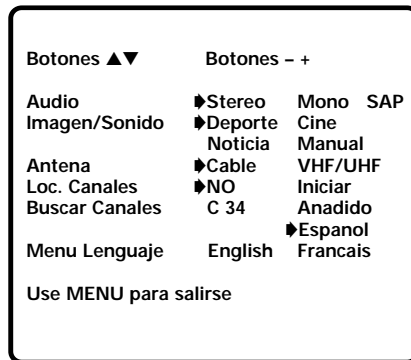 Botones ▲▼ Botones – +
Audio ➧Stereo Mono SAP
Imagen/Sonido ➧Deporte Cine
Noticia Manual
Antena ➧Cable VHF/UHF
Loc. Canales ➧NO Iniciar
Buscar Canales C 34 Anadido
➧Espanol
Menu Lenguaje English Francais
Use MENU para salirse